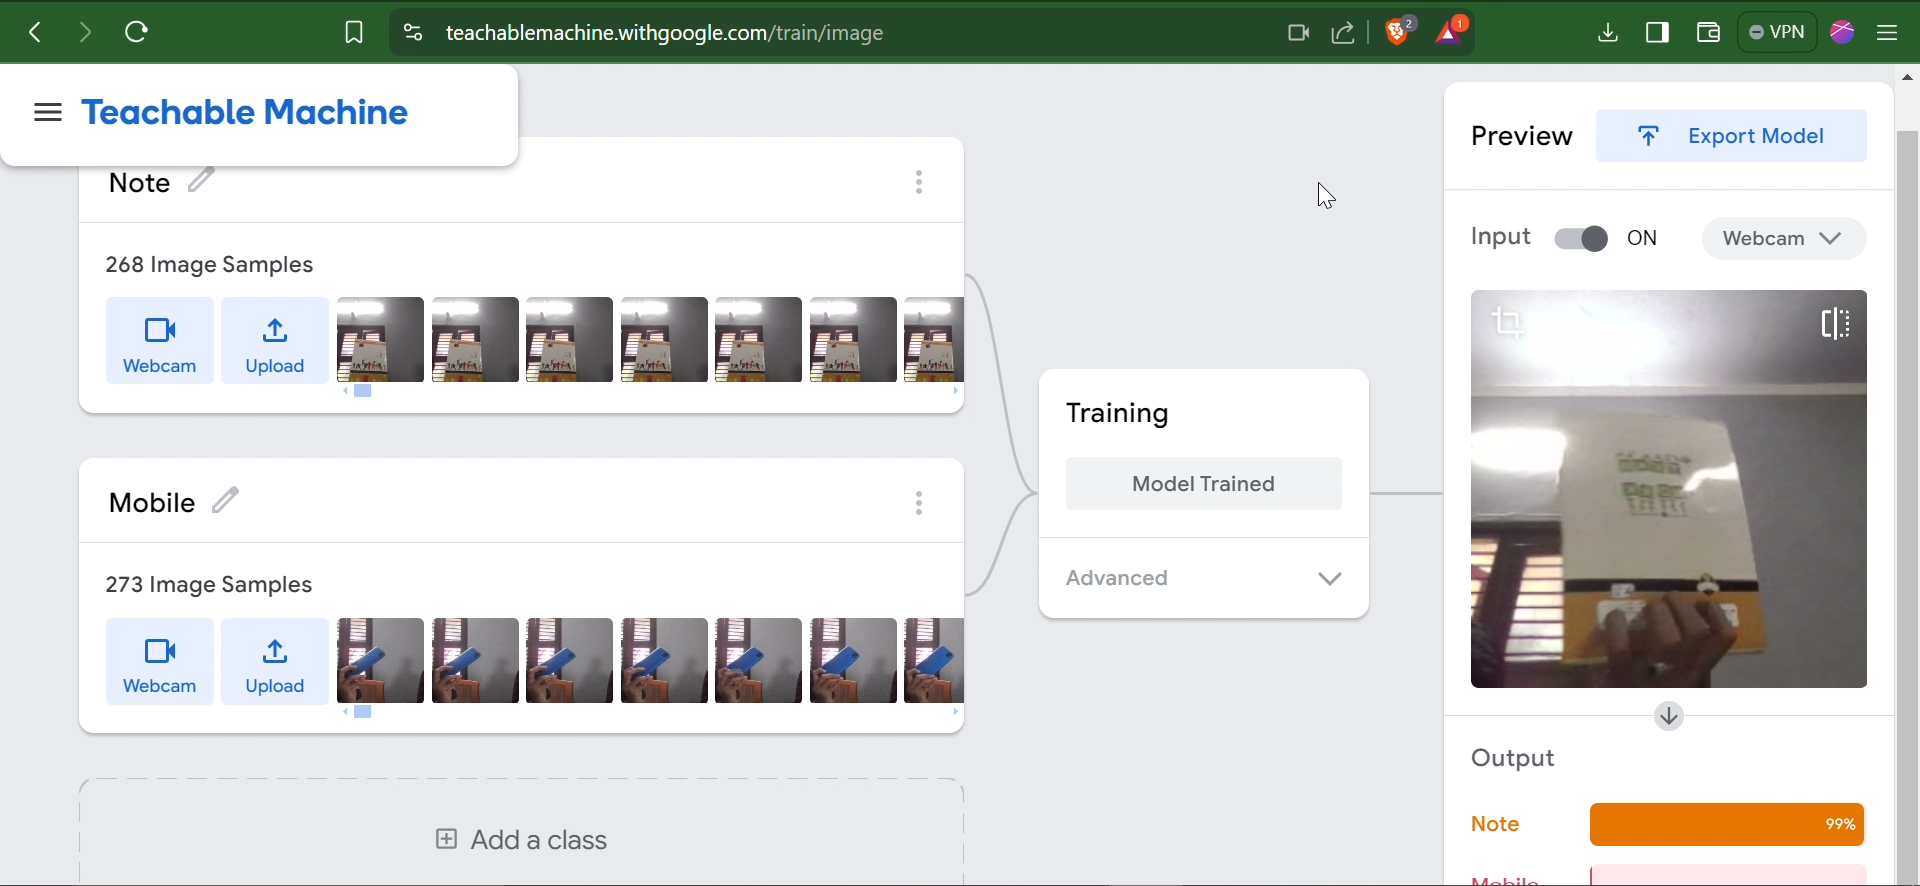 teachablemachine.withgoogle.com/train/image
2
1
VPN
Teachable Machine
Note
268 Image Samples
Webcam
Upload
Mobile
273 Image Samples
Webcam
Upload
Add a class
Training
Model Trained
Advanced
Preview
Export Model
Input
ON
Webcam
Output
Note
99%
Mobile